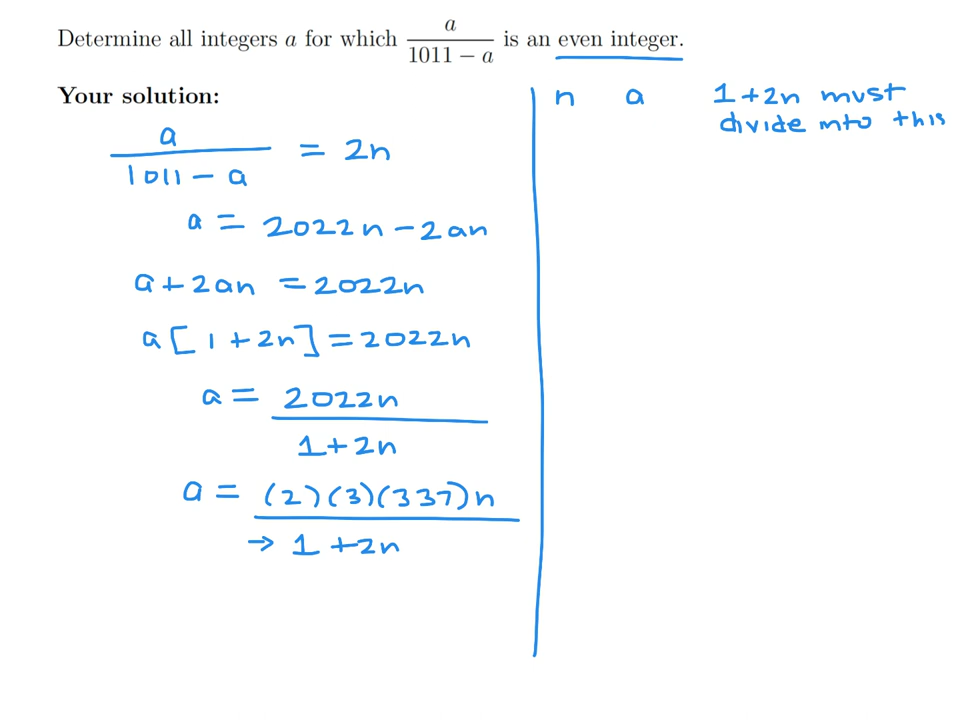 Determine all integers a for which a / (1011 − a) is an even integer.
Your solution:
n a 1+2n must
divide into this
a / (1011 − a) = 2n
a = 2022n − 2an
a + 2an = 2022n
a[1 + 2n] = 2022n
a = 2022n / (1 + 2n)
a = (2)(3)(337)n / → 1 + 2n